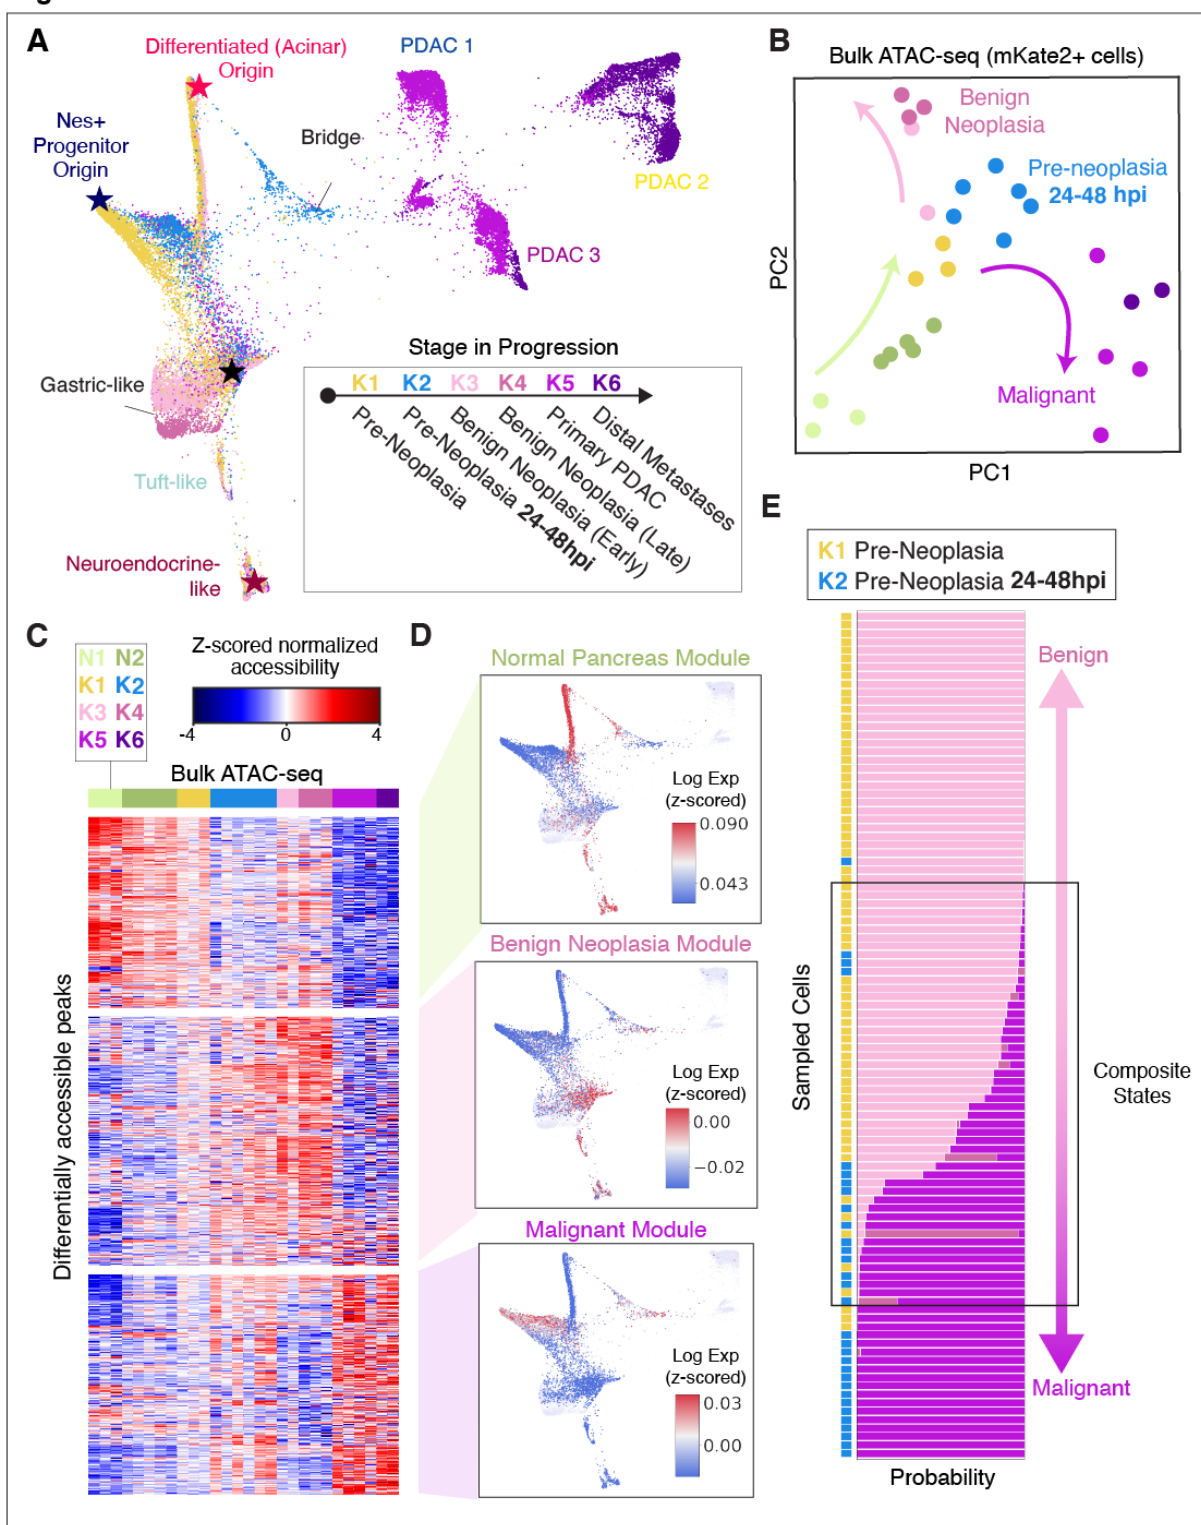 A
Differentiated (Acinar)
Origin
Nes+
Progenitor
Origin
PDAC 1
Bridge
PDAC 2
PDAC 3
Gastric-like
Tuft-like
Neuroendocrine-
like
Stage in Progression
K1 K2 K3 K4 K5 K6
Pre-Neoplasia
Pre-Neoplasia 24-48hpi
Benign Neoplasia (Early)
Benign Neoplasia (Late)
Primary PDAC
Distal Metastases
B
Bulk ATAC-seq (mKate2+ cells)
Benign
Neoplasia
Pre-neoplasia
24-48 hpi
Malignant
PC2
PC1
C
N1 N2
K1 K2
K3 K4
K5 K6
Z-scored normalized
accessibility
-4 0 4
Bulk ATAC-seq
Differentially accessible peaks
D
Normal Pancreas Module
Log Exp
(z-scored)
0.090
0.043
Benign Neoplasia Module
Log Exp
(z-scored)
0.00
−0.02
Malignant Module
Log Exp
(z-scored)
0.03
0.00
E
K1 Pre-Neoplasia
K2 Pre-Neoplasia 24-48hpi
Benign
Sampled Cells
Composite
States
Malignant
Probability